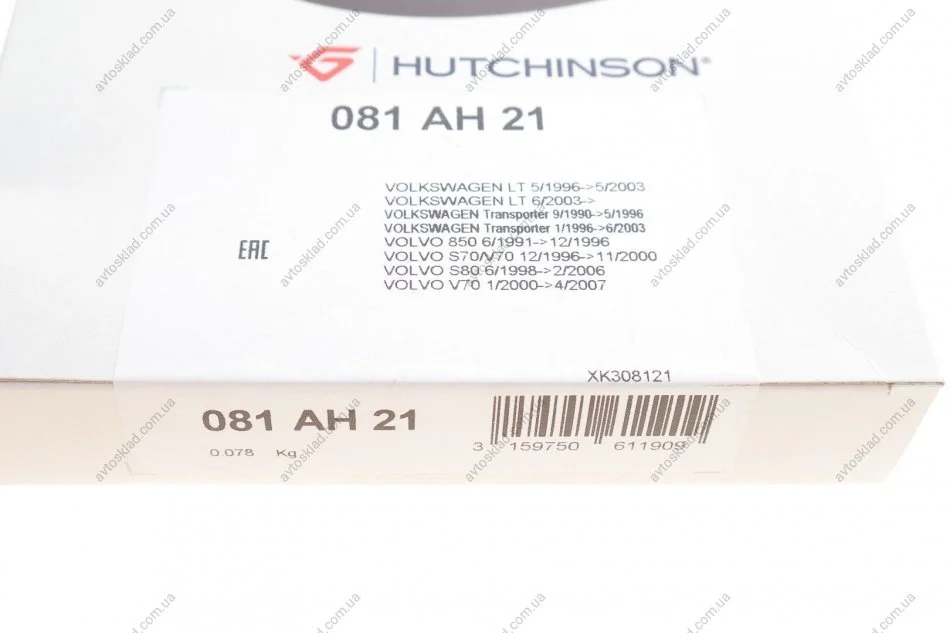 HUTCHINSON®
081 AH 21
VOLKSWAGEN LT 5/1996->5/2003
VOLKSWAGEN LT 6/2003->
VOLKSWAGEN Transporter 9/1990->5/1996
VOLKSWAGEN Transporter 1/1996->6/2003
VOLVO 850 6/1991->12/1996
VOLVO S70/V70 12/1996->11/2000
VOLVO S80 6/1998->2/2006
VOLVO V70 1/2000->4/2007
EAC
XK308121
081 AH 21
0.078 Kg
3 159750 611909
avtosklad.com.ua